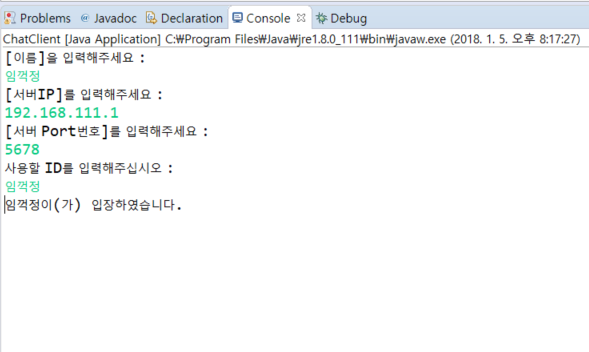 Problems Javadoc Declaration Console Debug
ChatClient [Java Application] C:₩Program Files₩Java₩jre1.8.0_111₩bin₩javaw.exe (2018. 1. 5. 오후 8:17:27)
[이름]을 입력해주세요 :
임꺽정
[서버IP]를 입력해주세요 :
192.168.111.1
[서버 Port번호]를 입력해주세요 :
5678
사용할 ID를 입력해주십시오 :
임꺽정
임꺽정이(가) 입장하였습니다.